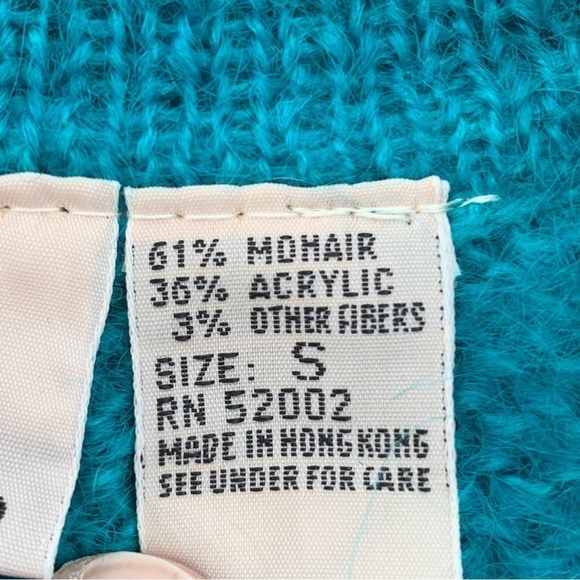 61% MOHAIR
36% ACRYLIC
3% OTHER FIBERS
SIZE: S
RN 52002
MADE IN HONG KONG
SEE UNDER FOR CARE